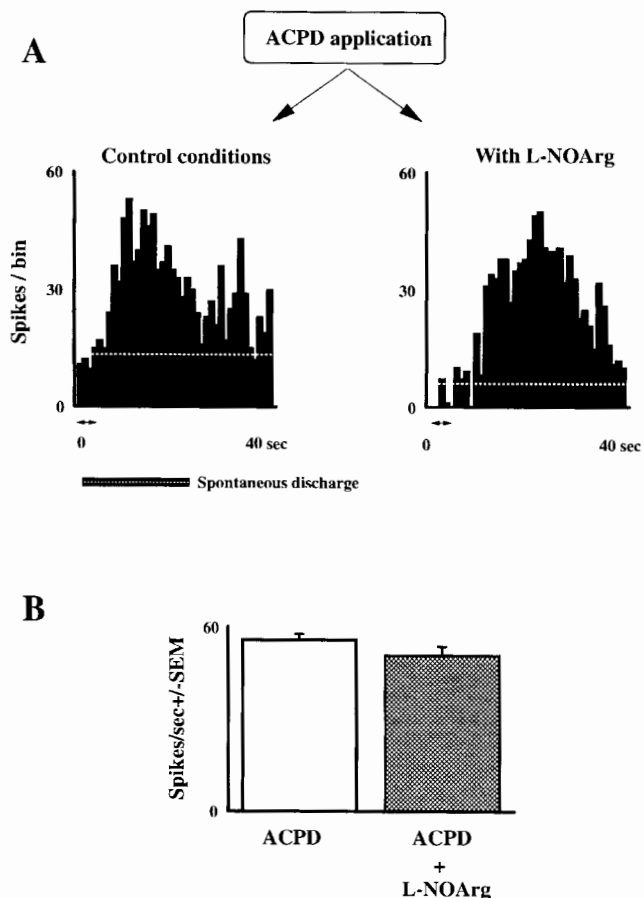 A
ACPD application
Control conditions
With L-NOArg
Spikes / bin
60
30
0
0
40 sec
60
30
0
0
40 sec
Spontaneous discharge
B
Spikes/sec+/-SEM
60
0
ACPD
ACPD
+
L-NOArg